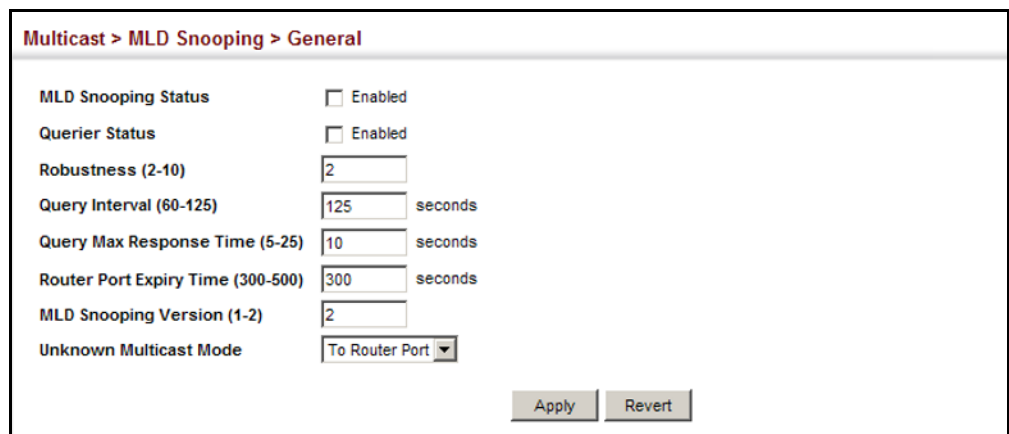 Multicast > MLD Snooping > General
MLD Snooping Status Enabled
Querier Status Enabled
Robustness (2-10) 2
Query Interval (60-125) 125 seconds
Query Max Response Time (5-25) 10 seconds
Router Port Expiry Time (300-500) 300 seconds
MLD Snooping Version (1-2) 2
Unknown Multicast Mode To Router Port
Apply Revert